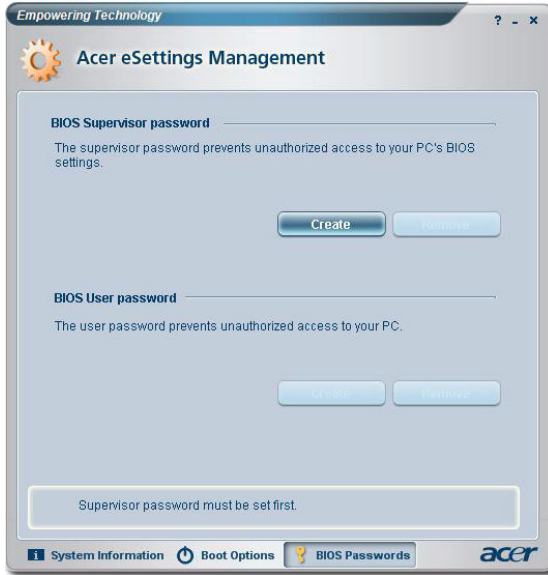 Empowering Technology
? - ×
Acer eSettings Management
BIOS Supervisor password
The supervisor password prevents unauthorized access to your PC's BIOS
settings.
Create Remove
BIOS User password
The user password prevents unauthorized access to your PC.
Create Remove
Supervisor password must be set first.
i System Information Boot Options BIOS Passwords acer